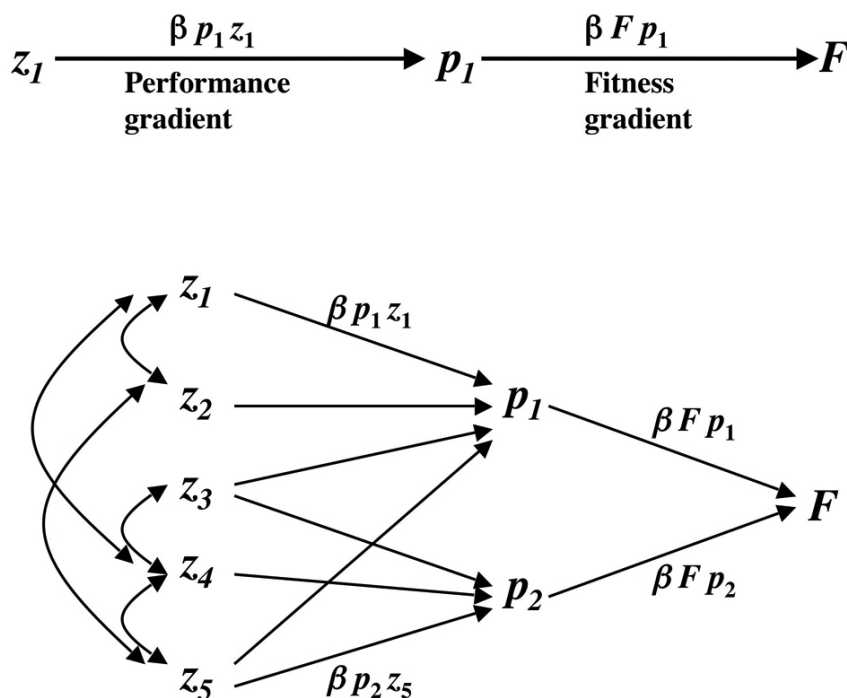 β p₁ z₁ β F p₁
z₁ p₁ F
Performance gradient Fitness gradient
z₁
β p₁ z₁
z₂
p₁
β F p₁
z₃
F
z₄
p₂
β F p₂
z₅
β p₂ z₅